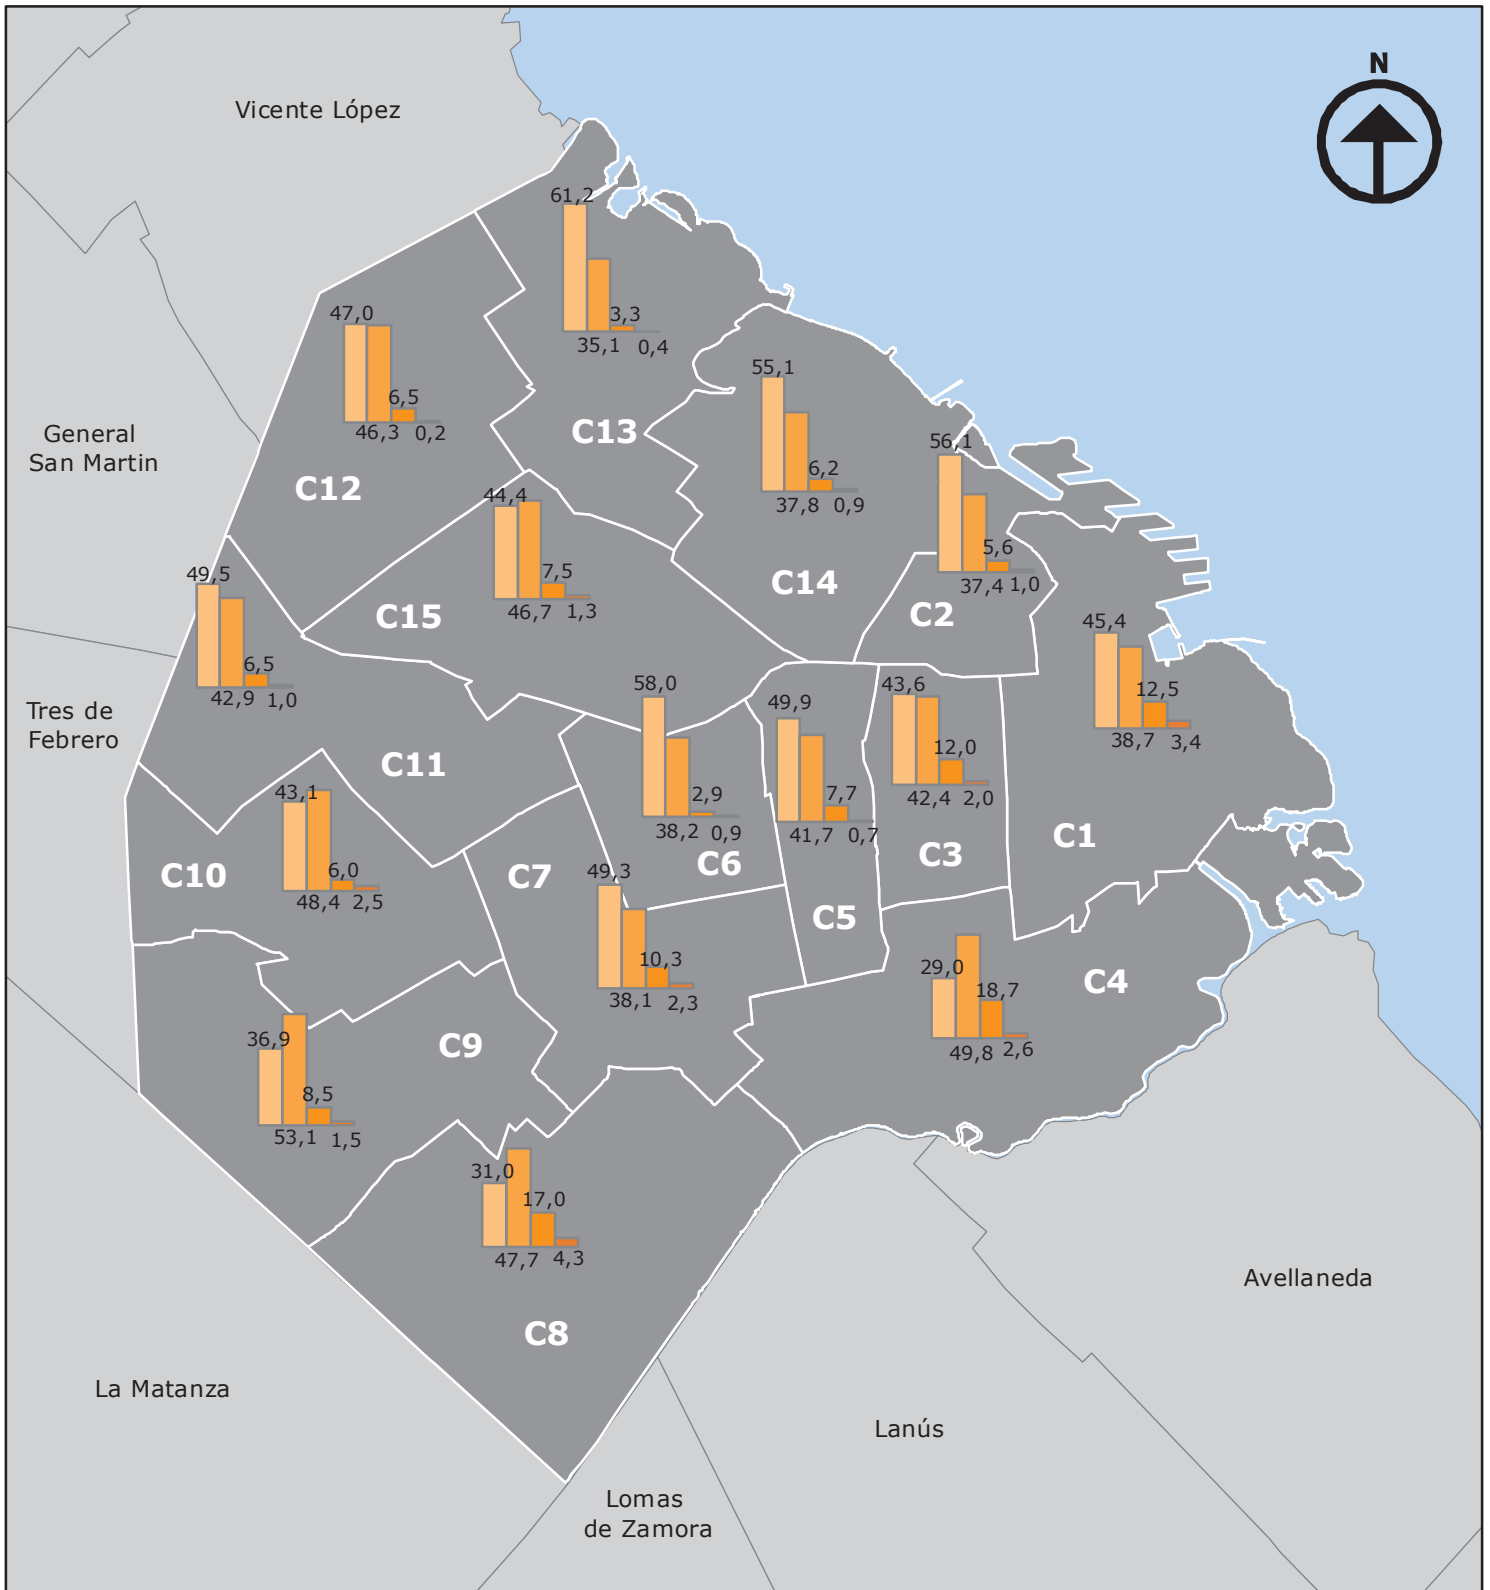 N
Vicente López
61,2
3,3
35,1 0,4
47,0
6,5
46,3 0,2
55,1
6,2
37,8 0,9
General
San Martin
C13
C12
56,1
5,6
37,4 1,0
44,4
7,5
46,7 1,3
C14
C15
C2
49,5
6,5
42,9 1,0
45,4
12,5
38,7 3,4
Tres de
Febrero
58,0
2,9
38,2 0,9
49,9
7,7
41,7 0,7
43,6
12,0
42,4 2,0
C11
C10
43,1
6,0
48,4 2,5
C7
C6
C3
C1
49,3
10,3
38,1 2,3
C5
29,0
18,7
49,8 2,6
C4
36,9
8,5
53,1 1,5
C9
31,0
17,0
47,7 4,3
C8
Avellaneda
La Matanza
Lanús
Lomas
de Zamora